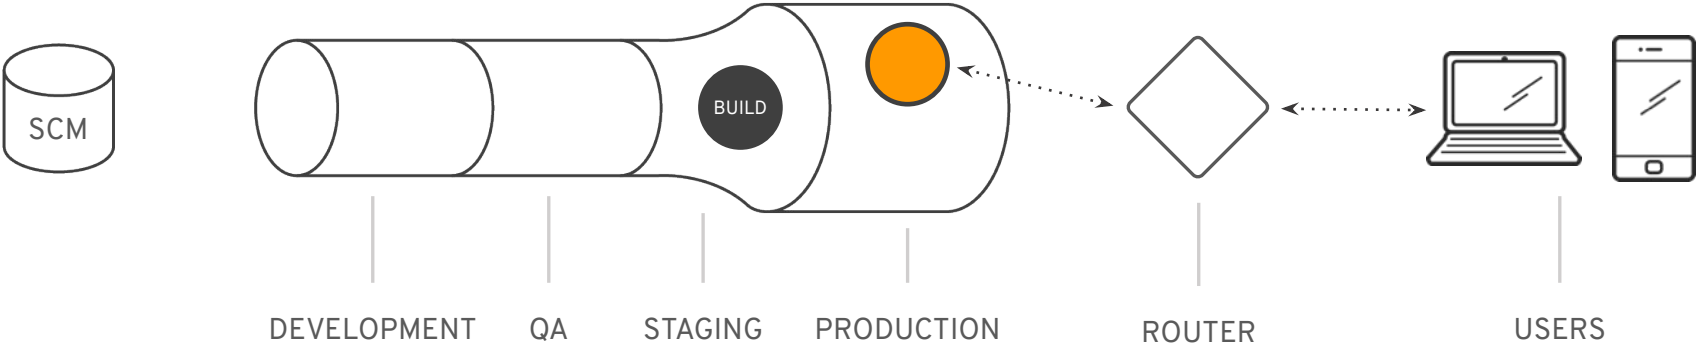 SCM
BUILD
DEVELOPMENT
QA
STAGING
PRODUCTION
ROUTER
USERS